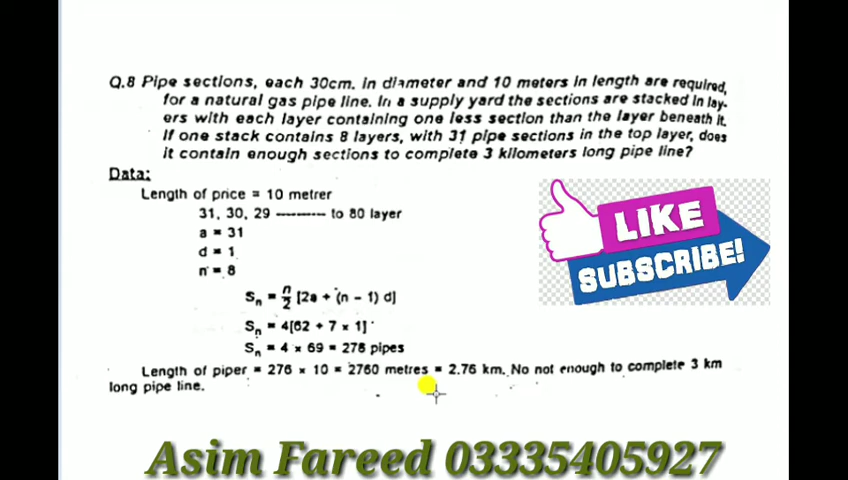 Q.8 Pipe sections, each 30cm. in diameter and 10 meters in length are required,
for a natural gas pipe line. In a supply yard the sections are stacked in lay-
ers with each layer containing one less section than the layer beneath it.
If one stack contains 8 layers, with 31 pipe sections in the top layer, does
it contain enough sections to complete 3 kilometers long pipe line?
Data:
Length of price = 10 metrer
31, 30, 29 ---------- to 80 layer
a = 31
d = 1
n = 8
Sn = n/2 [2a + (n – 1) d]
Sn = 4[62 + 7 × 1]
Sn = 4 × 69 = 276 pipes
Length of piper = 276 × 10 = 2760 metres = 2.76 km. No not enough to complete 3 km
long pipe line.
LIKE
SUBSCRIBE!
Asim Fareed 03335405927